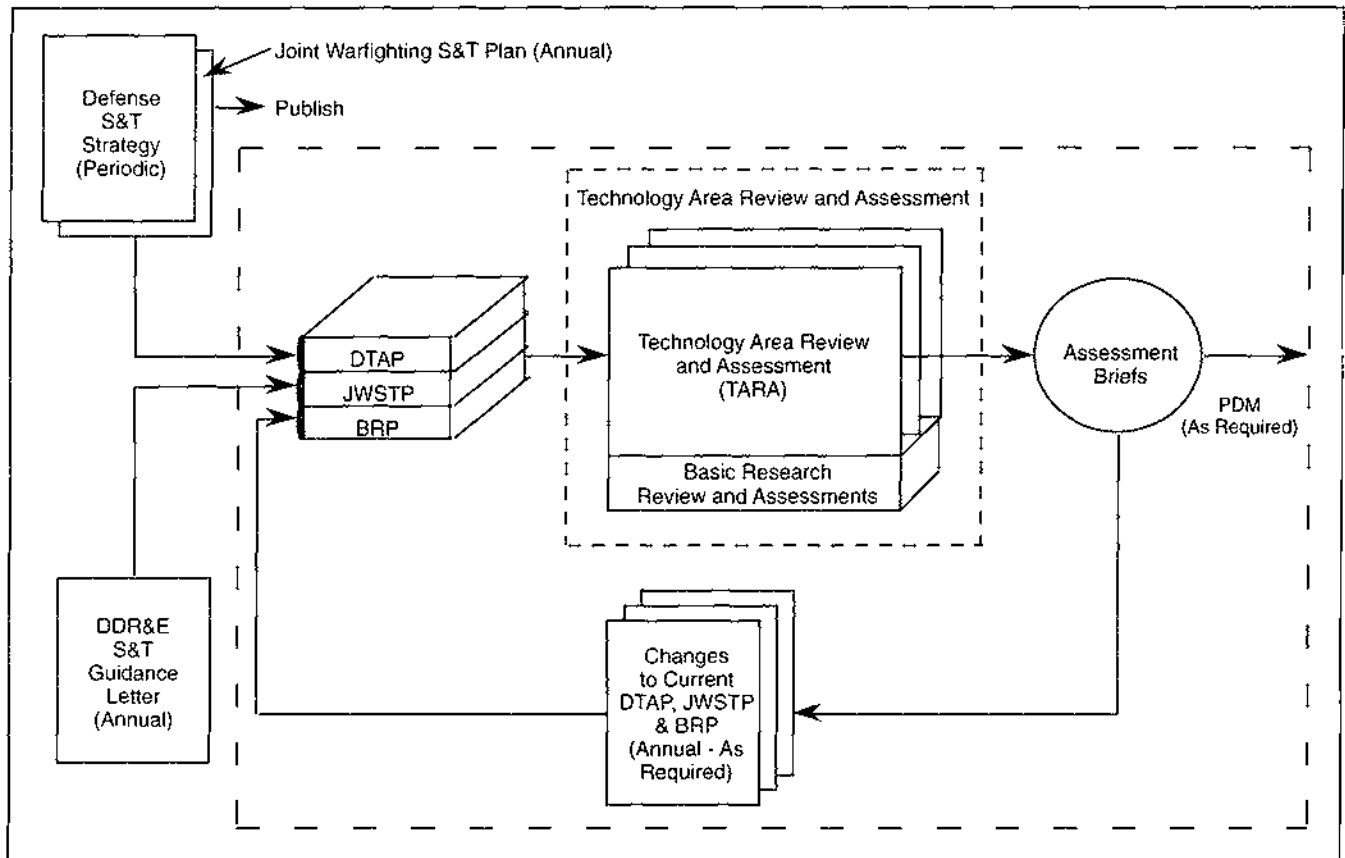 Joint Warfighting S&T Plan (Annual)
Defense
S&T
Strategy
(Periodic)
Publish
Technology Area Review and Assessment
DTAP
JWSTP
BRP
Technology Area Review
and Assessment
(TARA)
Basic Research
Review and Assessments
Assessment
Briefs
PDM
(As Required)
DDR&E
S&T
Guidance
Letter
(Annual)
Changes
to Current
DTAP, JWSTP
& BRP
(Annual - As
Required)